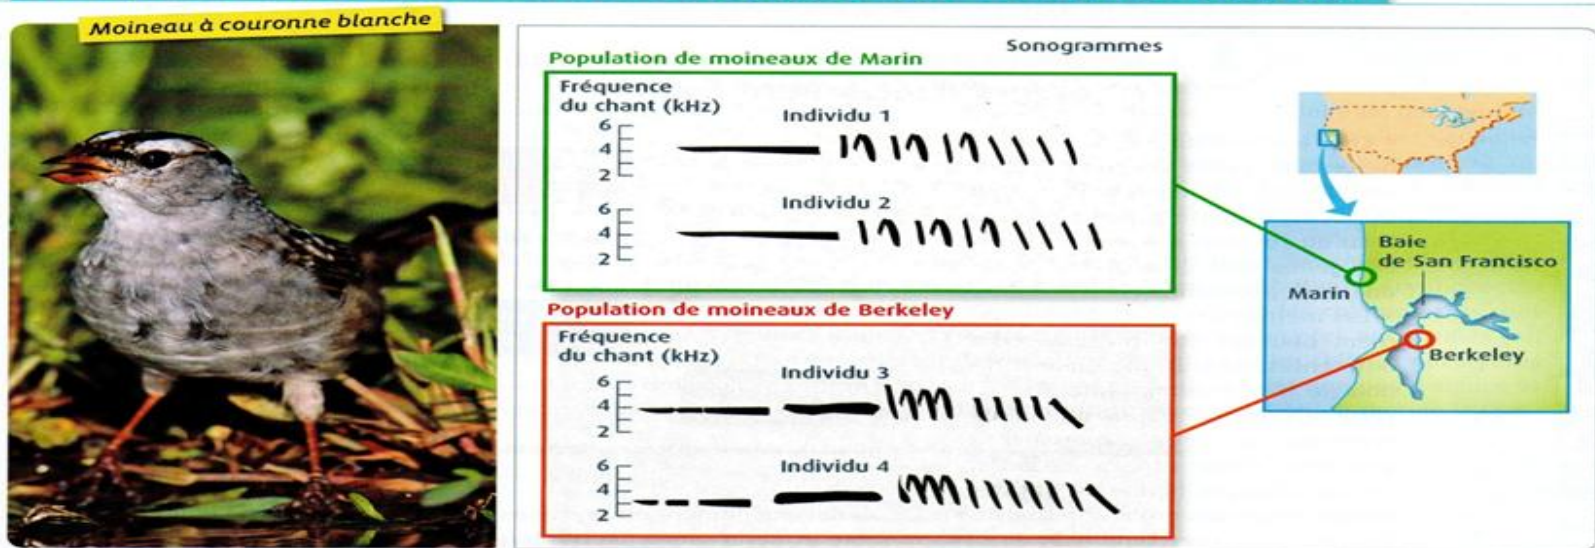 Moineau à couronne blanche
Sonogrammes
Population de moineaux de Marin
Fréquence
du chant (kHz)
Individu 1
6
4
2
Individu 2
6
4
2
Population de moineaux de Berkeley
Fréquence
du chant (kHz)
Individu 3
6
4
2
Individu 4
6
4
2
Baie
de San Francisco
Marin
Berkeley